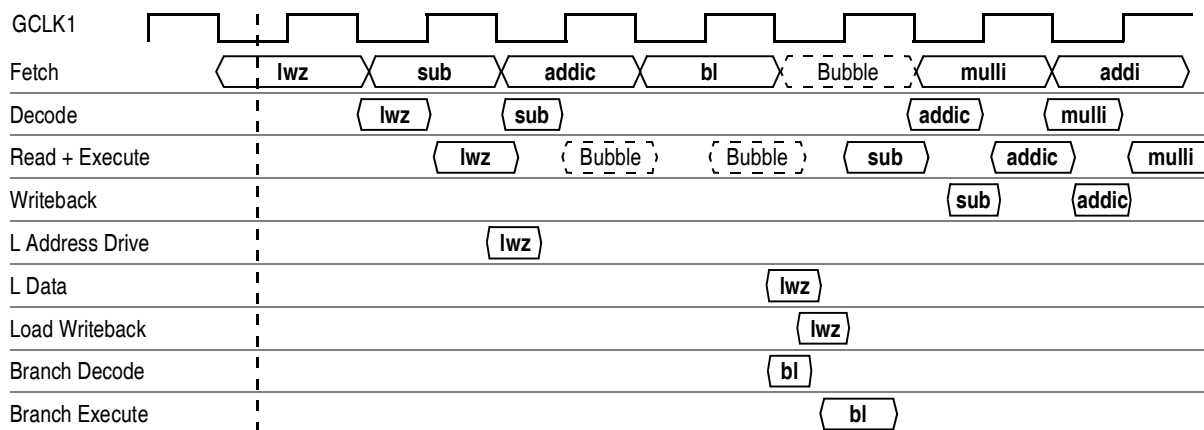 GCLK1
Fetch lwz sub addic bl Bubble mulli addi
Decode lwz sub addic mulli
Read + Execute lwz Bubble Bubble sub addic mulli
Writeback sub addic
L Address Drive lwz
L Data lwz
Load Writeback lwz
Branch Decode bl
Branch Execute bl